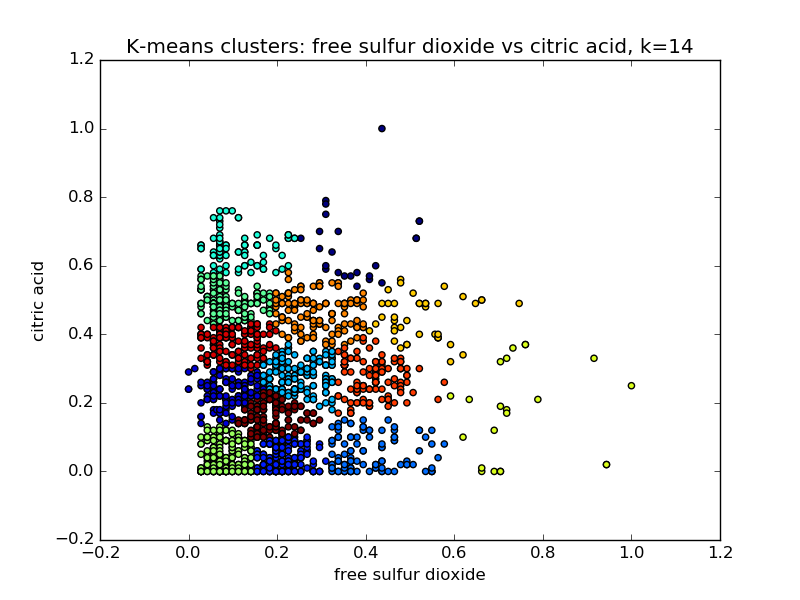 K-means clusters: free sulfur dioxide vs citric acid, k=14
1.2
1.0
0.8
0.6
0.4
0.2
0.0
−0.2
citric acid
−0.2 0.0 0.2 0.4 0.6 0.8 1.0 1.2
free sulfur dioxide